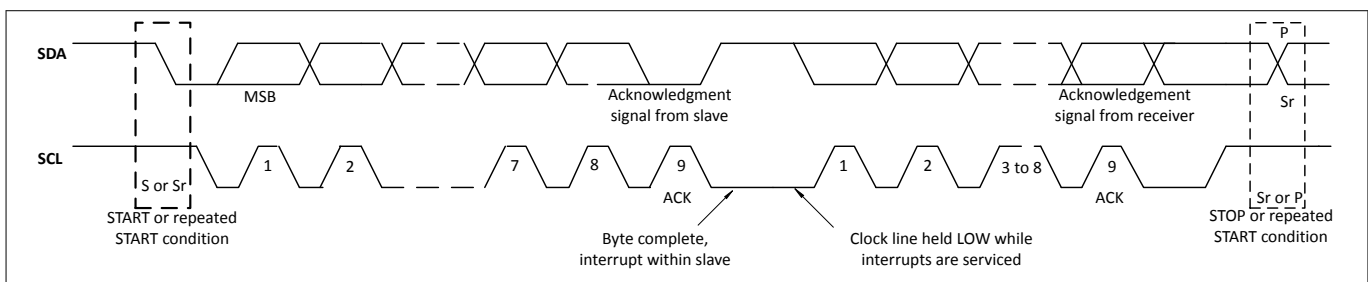 SDA
P
MSB
Acknowledgment
signal from slave
Acknowledgement
signal from receiver
Sr
SCL
1
2
7
8
9
1
2
3 to 8
9
S or Sr
ACK
ACK
Sr or P
START or repeated
START condition
Byte complete,
interrupt within slave
Clock line held LOW while
interrupts are serviced
STOP or repeated
START condition